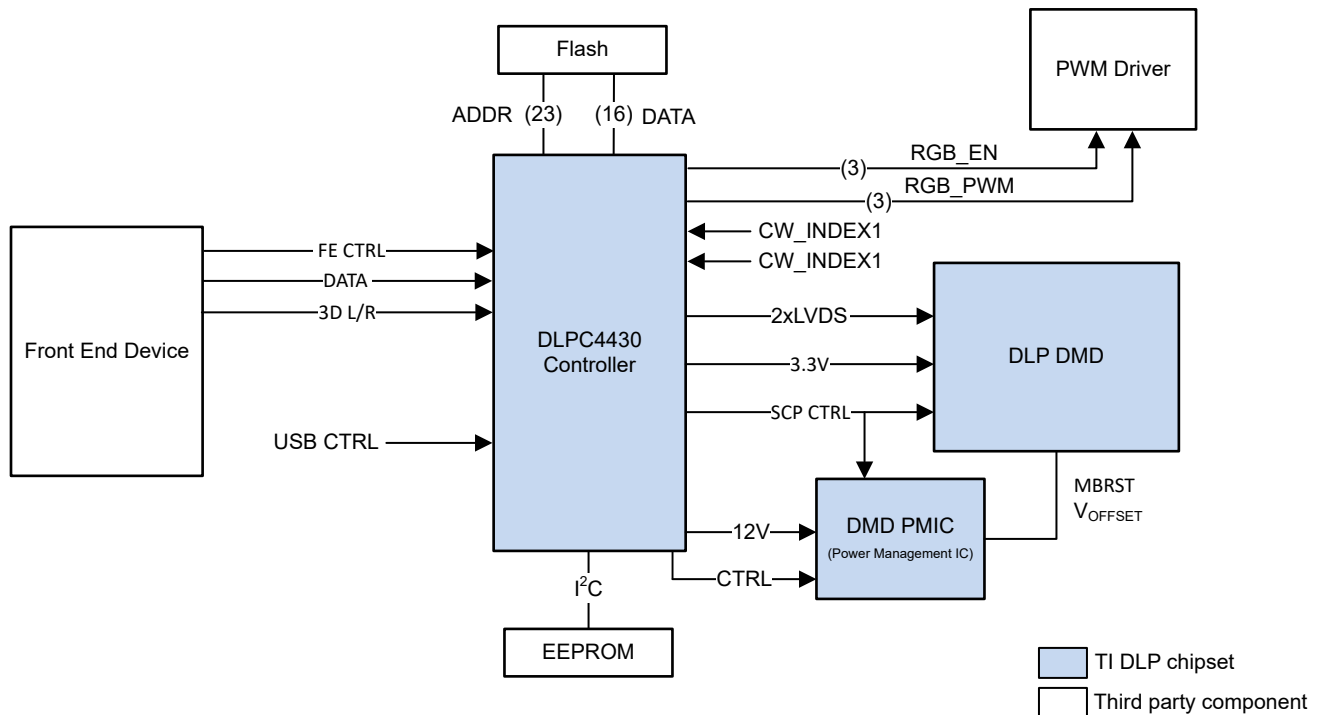 Flash
PWM Driver
ADDR (23) (16) DATA
RGB_EN
(3)
RGB_PWM
(3)
CW_INDEX1
CW_INDEX1
FE CTRL
DATA
3D L/R
Front End Device
DLPC4430
Controller
2xLVDS
3.3V
SCP CTRL
DLP DMD
USB CTRL
MBRST
VOFFSET
12V
DMD PMIC
(Power Management IC)
CTRL
I²C
EEPROM
TI DLP chipset
Third party component